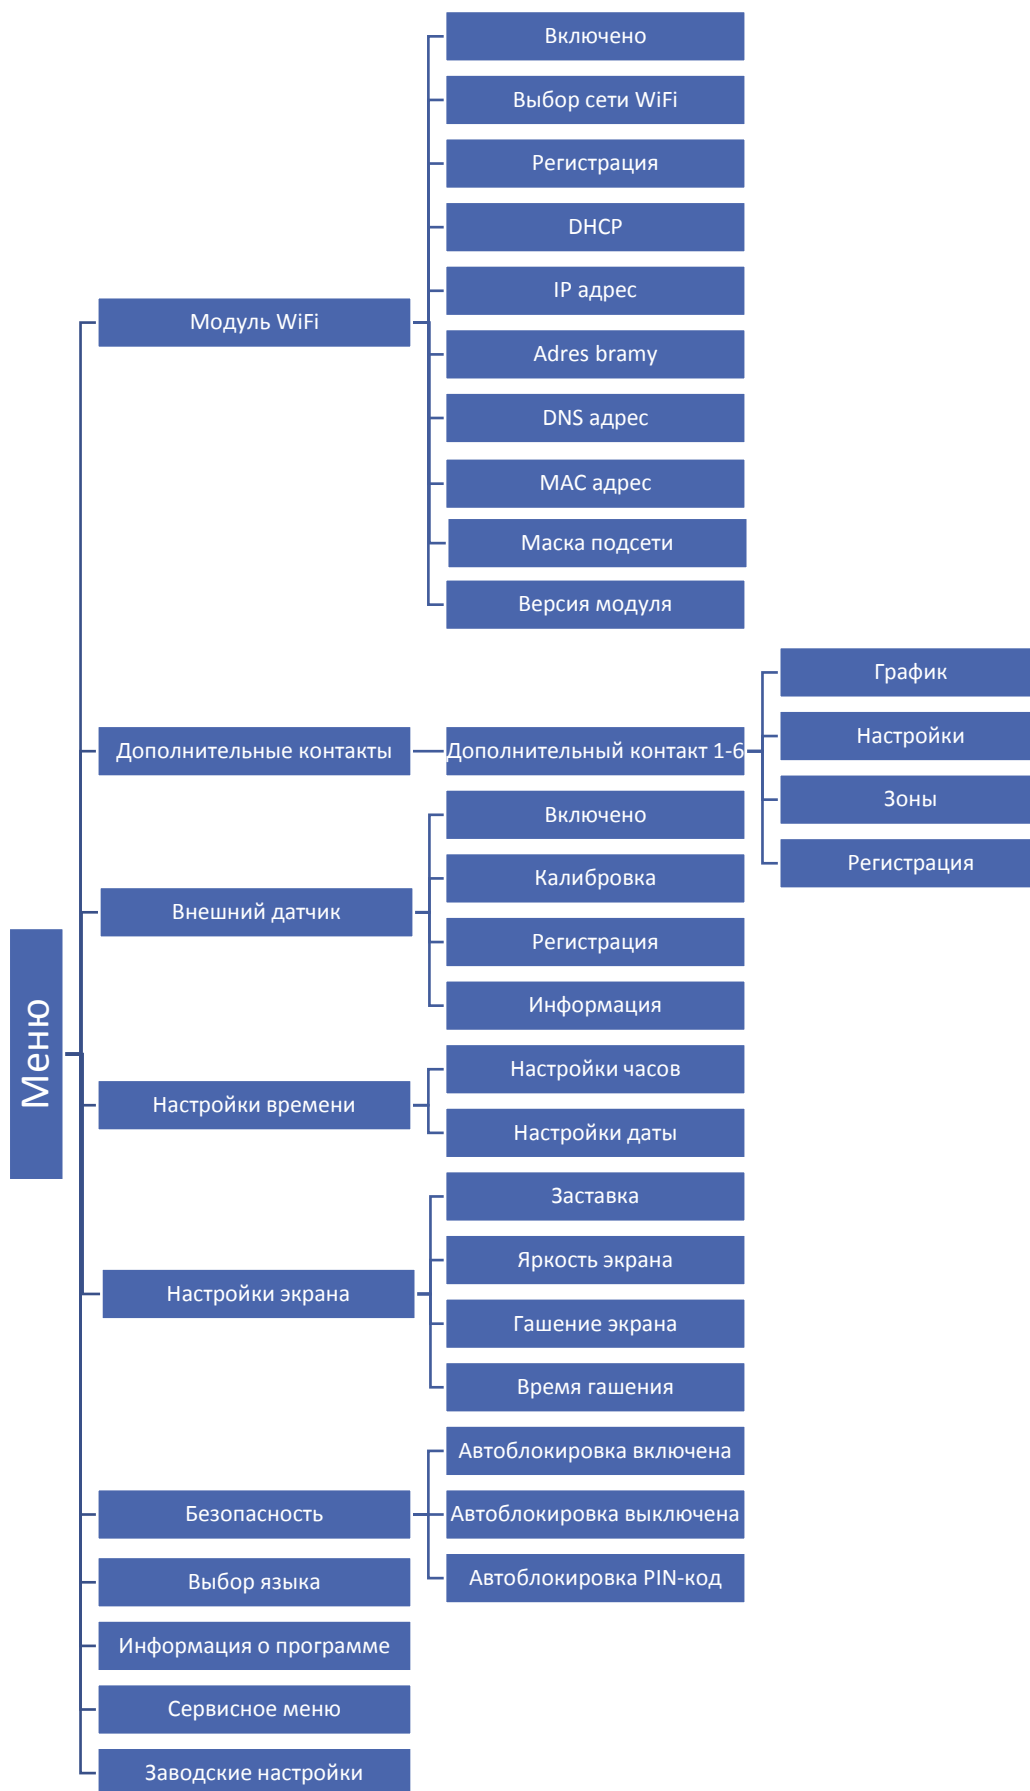 Меню
Модуль WiFi
Включено
Выбор сети WiFi
Регистрация
DHCP
IP адрес
Adres bramy
DNS адрес
MAC адрес
Маска подсети
Версия модуля
Дополнительные контакты
Дополнительный контакт 1-6
График
Настройки
Зоны
Регистрация
Внешний датчик
Включено
Калибровка
Регистрация
Информация
Настройки времени
Настройки часов
Настройки даты
Настройки экрана
Заставка
Яркость экрана
Гашение экрана
Время гашения
Безопасность
Автоблокировка включена
Автоблокировка выключена
Автоблокировка PIN-код
Выбор языка
Информация о программе
Сервисное меню
Заводские настройки